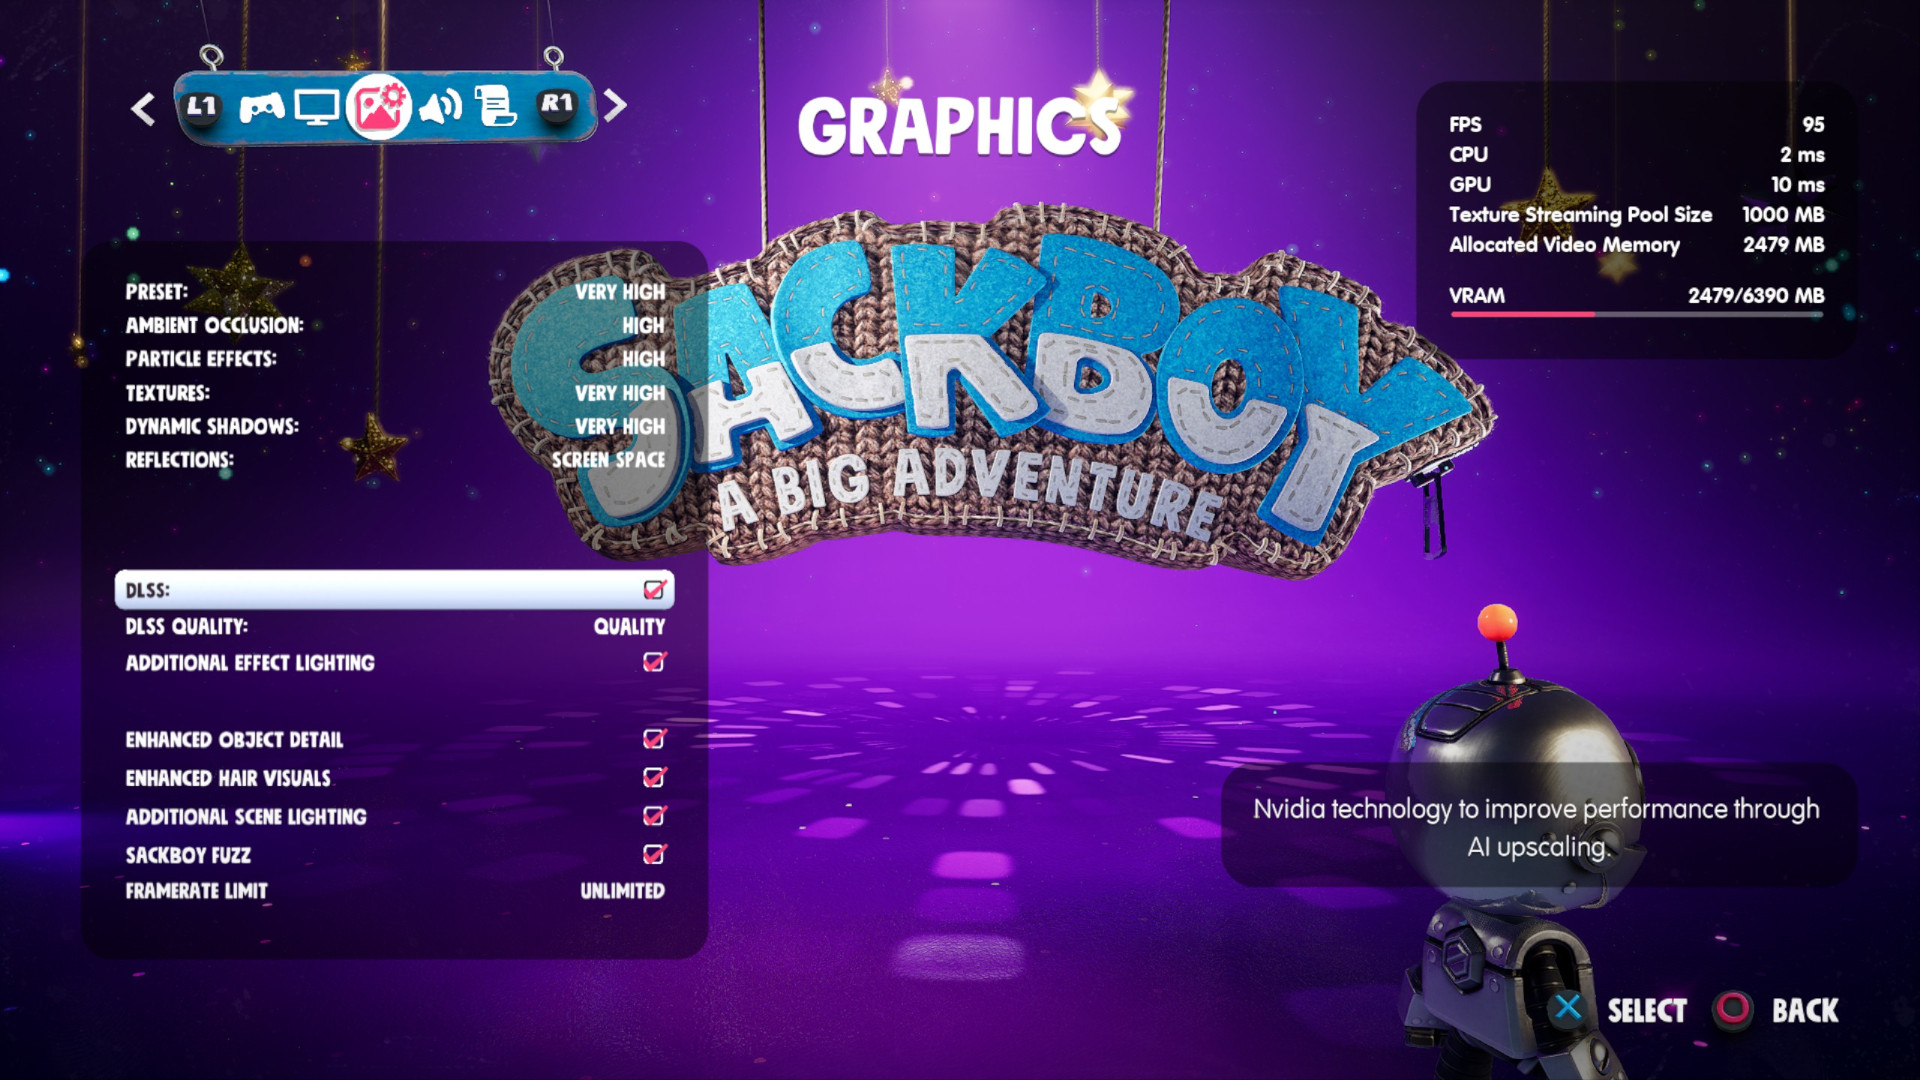 L1
R1
GRAPHICS
FPS 95
CPU 2 ms
GPU 10 ms
Texture Streaming Pool Size 1000 MB
Allocated Video Memory 2479 MB
VRAM 2479/6390 MB
SACKBOY
A BIG ADVENTURE
PRESET: VERY HIGH
AMBIENT OCCLUSION: HIGH
PARTICLE EFFECTS: HIGH
TEXTURES: VERY HIGH
DYNAMIC SHADOWS: VERY HIGH
REFLECTIONS: SCREEN SPACE
DLSS:
DLSS QUALITY: QUALITY
ADDITIONAL EFFECT LIGHTING
ENHANCED OBJECT DETAIL
ENHANCED HAIR VISUALS
ADDITIONAL SCENE LIGHTING
SACKBOY FUZZ
FRAMERATE LIMIT UNLIMITED
Nvidia technology to improve performance through
AI upscaling.
SELECT BACK